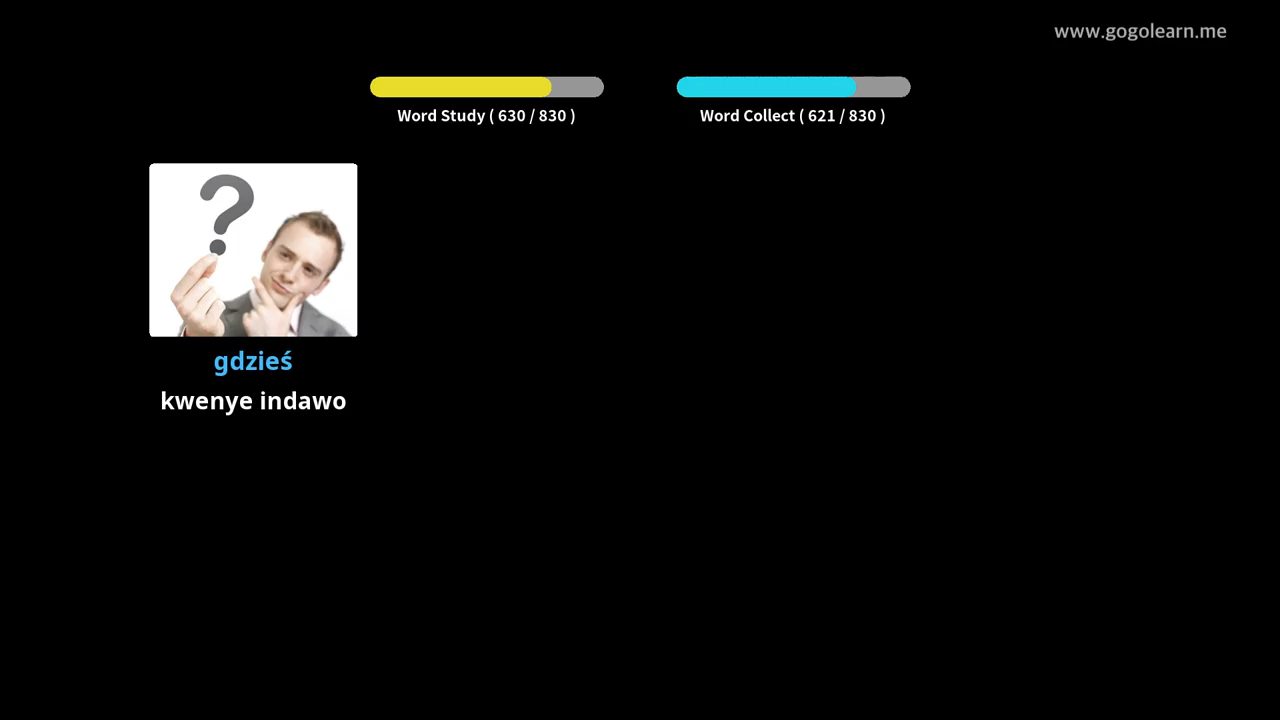 www.gogolearn.me
Word Study ( 630 / 830 )
Word Collect ( 621 / 830 )
?
gdzieś
kwenye indawo